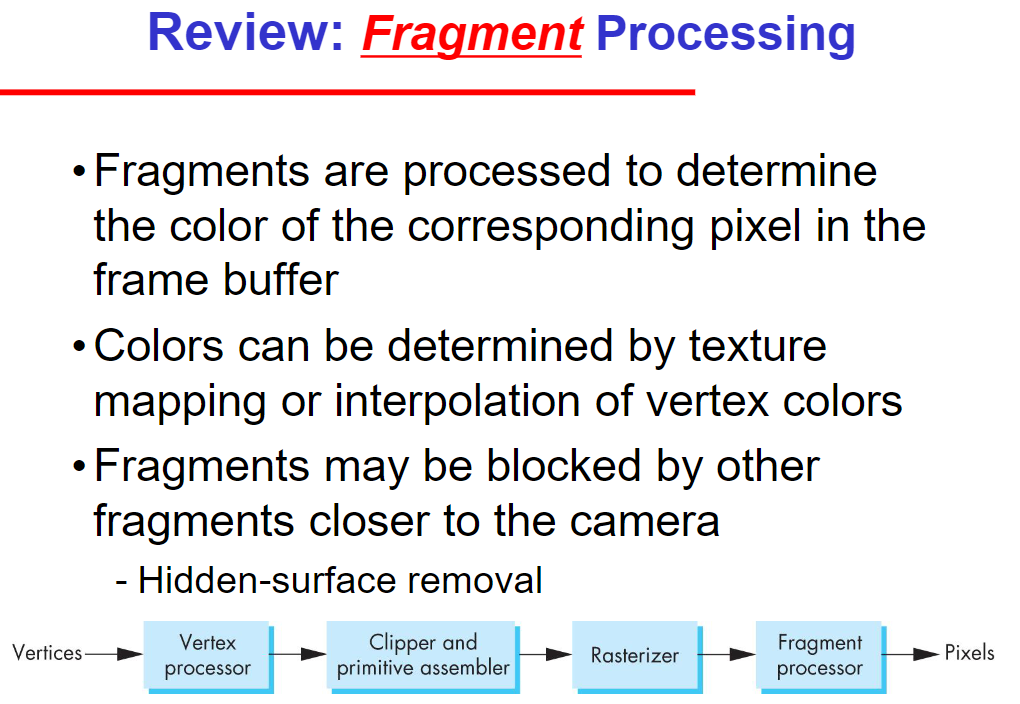 Review: Fragment Processing
•Fragments are processed to determine
the color of the corresponding pixel in the
frame buffer
•Colors can be determined by texture
mapping or interpolation of vertex colors
•Fragments may be blocked by other
fragments closer to the camera
- Hidden-surface removal
Vertices
Vertex
processor
Clipper and
primitive assembler
Rasterizer
Fragment
processor
Pixels